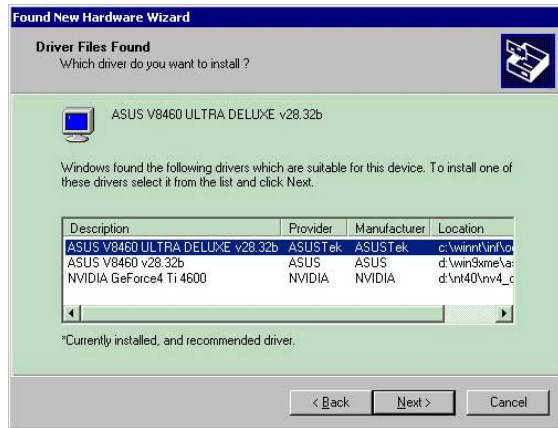 Found New Hardware Wizard
Driver Files Found
Which driver do you want to install ?
ASUS V8460 ULTRA DELUXE v28.32b
Windows found the following drivers which are suitable for this device. To install one of
these drivers select it from the list and click Next.
Description Provider Manufacturer Location
ASUS V8460 ULTRA DELUXE v28.32b ASUSTek ASUSTek c:\winnt\inf\o
ASUS V8460 v28.32b ASUS ASUS d:\win9xme\a
NVIDIA GeForce4 Ti 4600 NVIDIA NVIDIA d:\nt40\nv4_
*Currently installed, and recommended driver.
< Back Next > Cancel